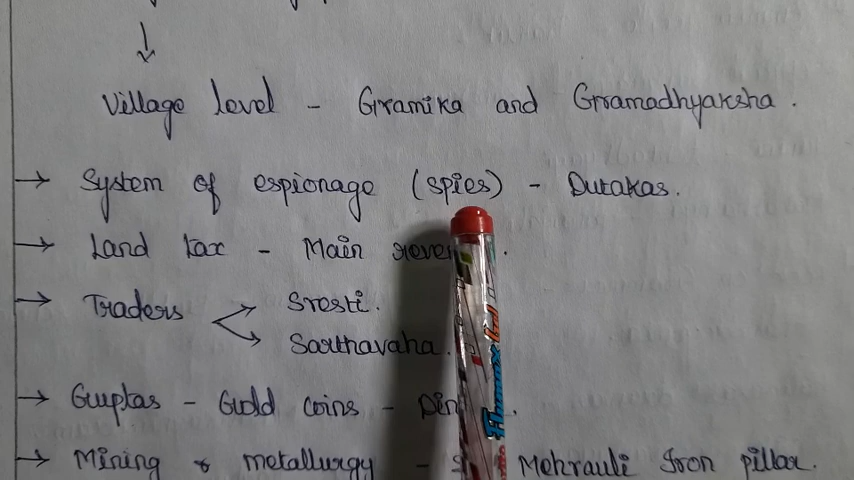 Village level - Gramika and Gramadhyaksha.
→ System of espionage (spies) - Dutakas.
→ Land tax - Main
→ Traders < Sresti.
Sarthavaha.
→ Guptas - Gold coins -
→ Mining & metallurgy - Mehrauli Iron pillar.